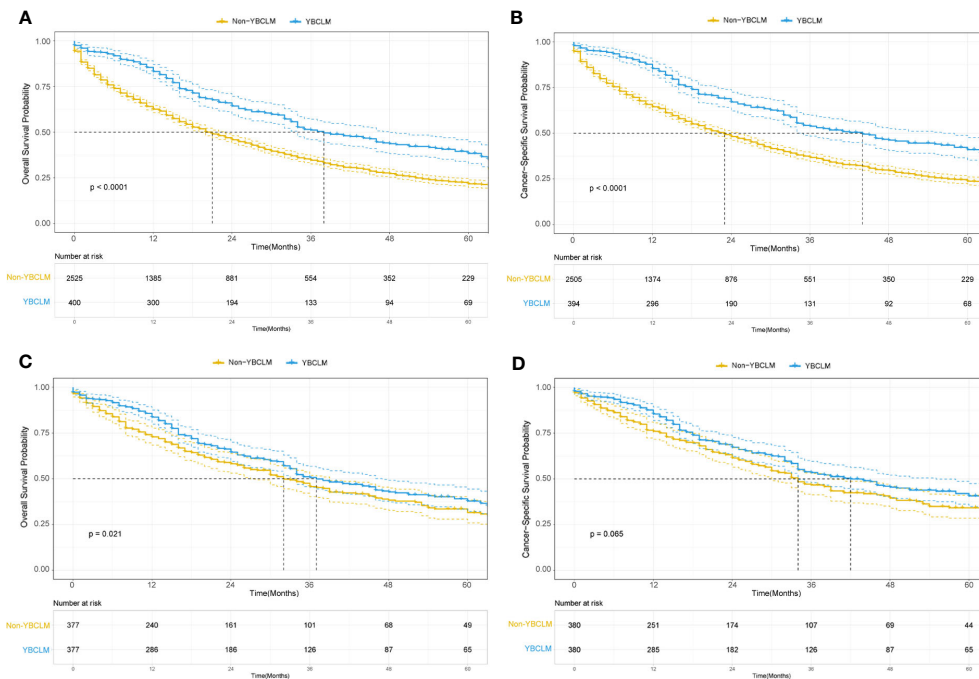 A
Non-YBCLM YBCLM
Overall Survival Probability
1.00
0.75
0.50
0.25
0.00
p < 0.0001
0 12 24 36 48 60
Time(Months)
Number at risk
Non-YBCLM 2525 1385 881 554 352 229
YBCLM 400 300 194 133 94 69
0 12 24 36 48 60
Time(Months)
B
Non-YBCLM YBCLM
Cancer-Specific Survival Probability
1.00
0.75
0.50
0.25
0.00
p < 0.0001
0 12 24 36 48 60
Time(Months)
Number at risk
Non-YBCLM 2505 1374 876 551 350 229
YBCLM 394 296 190 131 92 68
0 12 24 36 48 60
Time(Months)
C
Non-YBCLM YBCLM
Overall Survival Probability
1.00
0.75
0.50
0.25
0.00
p = 0.021
0 12 24 36 48 60
Time(Months)
Number at risk
Non-YBCLM 377 240 161 101 68 49
YBCLM 377 286 186 126 87 65
0 12 24 36 48 60
Time(Months)
D
Non-YBCLM YBCLM
Cancer-Specific Survival Probability
1.00
0.75
0.50
0.25
0.00
p = 0.065
0 12 24 36 48 60
Time(Months)
Number at risk
Non-YBCLM 380 251 174 107 69 44
YBCLM 380 285 182 126 87 65
0 12 24 36 48 60
Time(Months)